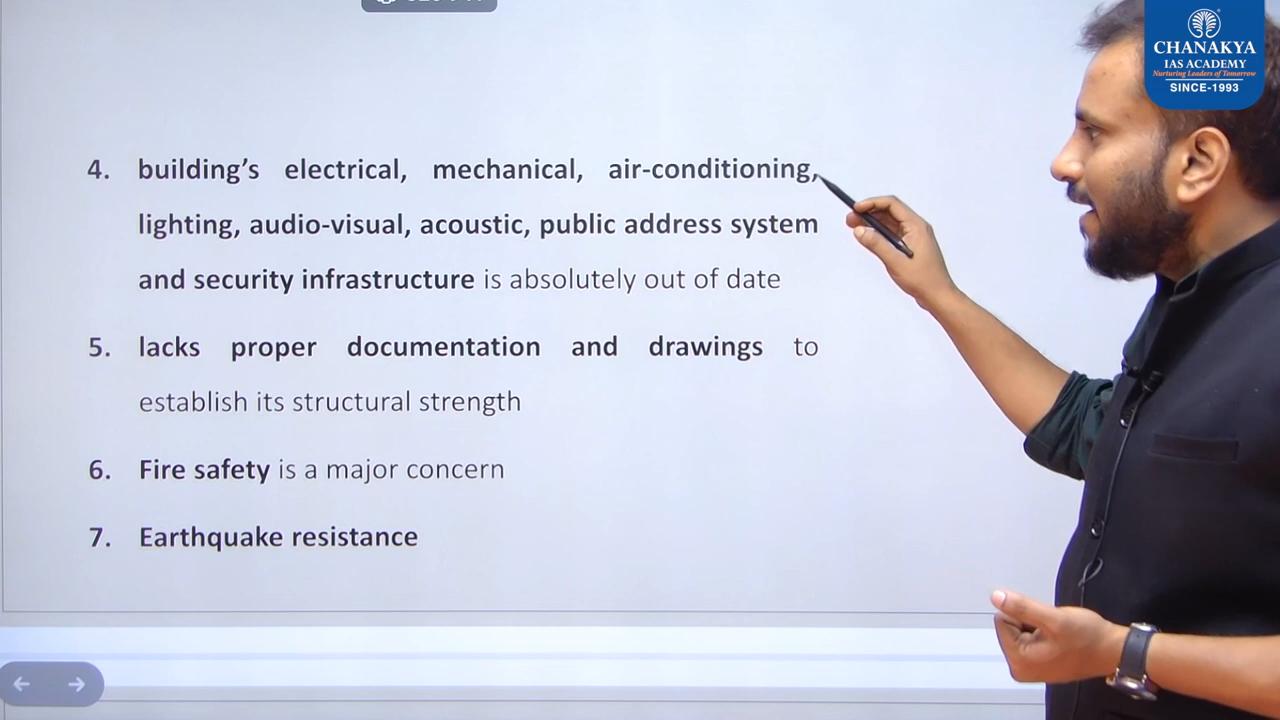 CHANAKYA
IAS ACADEMY
Nurturing Leaders of Tomorrow
SINCE-1993
4. building’s electrical, mechanical, air-conditioning,
lighting, audio-visual, acoustic, public address system
and security infrastructure is absolutely out of date
5. lacks proper documentation and drawings to
establish its structural strength
6. Fire safety is a major concern
7. Earthquake resistance